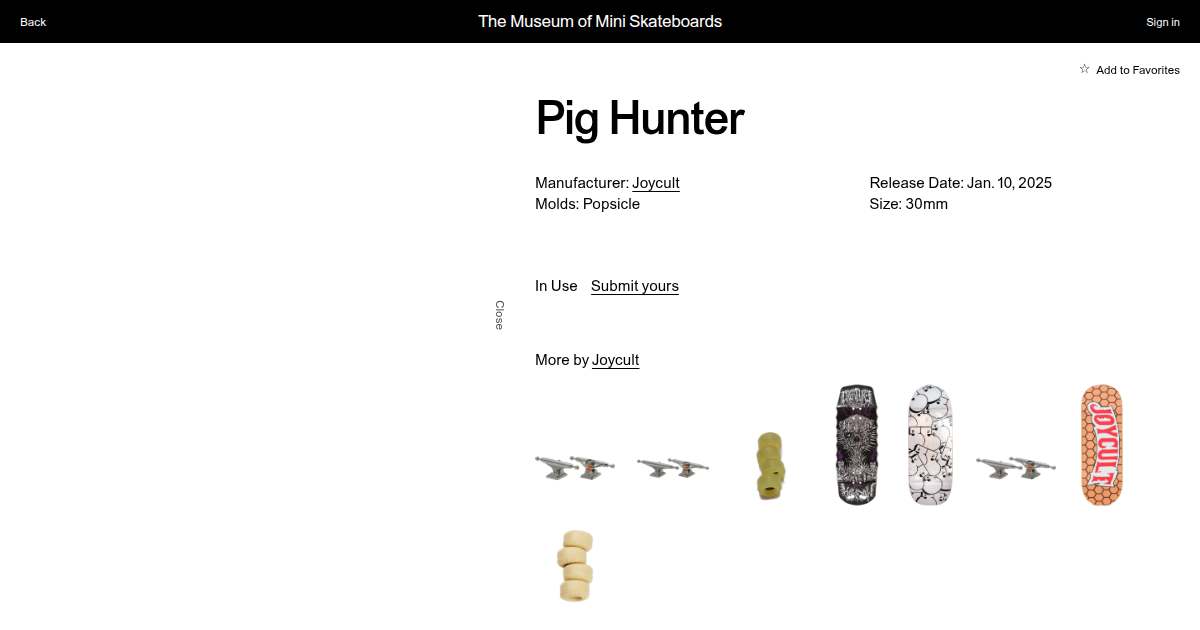 Back
The Museum of Mini Skateboards
Sign in
☆ Add to Favorites
Pig Hunter
Manufacturer: Joycult
Release Date: Jan. 10, 2025
Molds: Popsicle
Size: 30mm
In Use Submit yours
Close
More by Joycult
JOYCULT